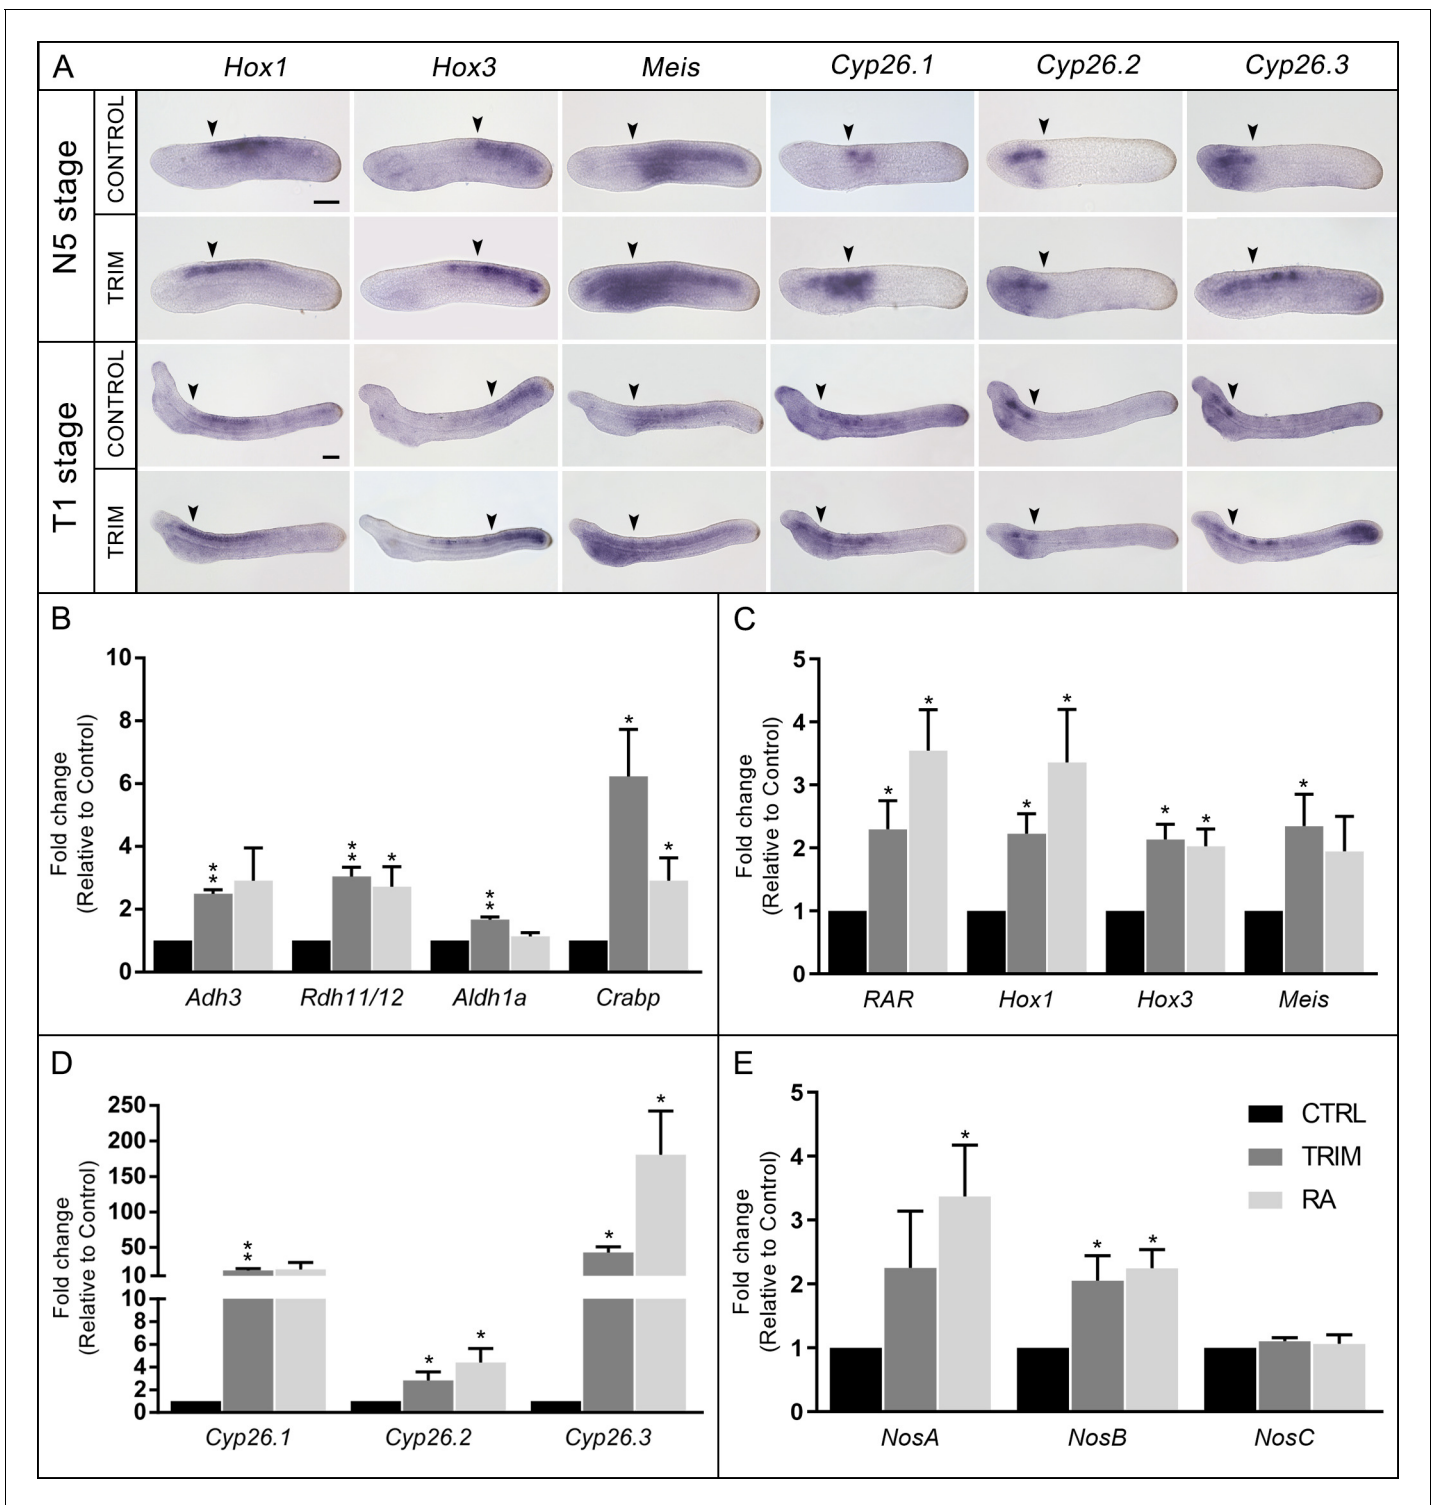 A Hox1 Hox3 Meis Cyp26.1 Cyp26.2 Cyp26.3
N5 stage
CONTROL
TRIM
T1 stage
CONTROL
TRIM
B
Fold change
(Relative to Control)
10
8
6
4
2
0
** ** * ** * *
Adh3 Rdh11/12 Aldh1a Crabp
C
Fold change
(Relative to Control)
5
4
3
2
1
0
* * * * * * *
RAR Hox1 Hox3 Meis
D
Fold change
(Relative to Control)
250
200
150
100
50
10
10
8
6
4
2
0
** * * * *
Cyp26.1 Cyp26.2 Cyp26.3
E
Fold change
(Relative to Control)
5
4
3
2
1
0
* * *
CTRL
TRIM
RA
NosA NosB NosC